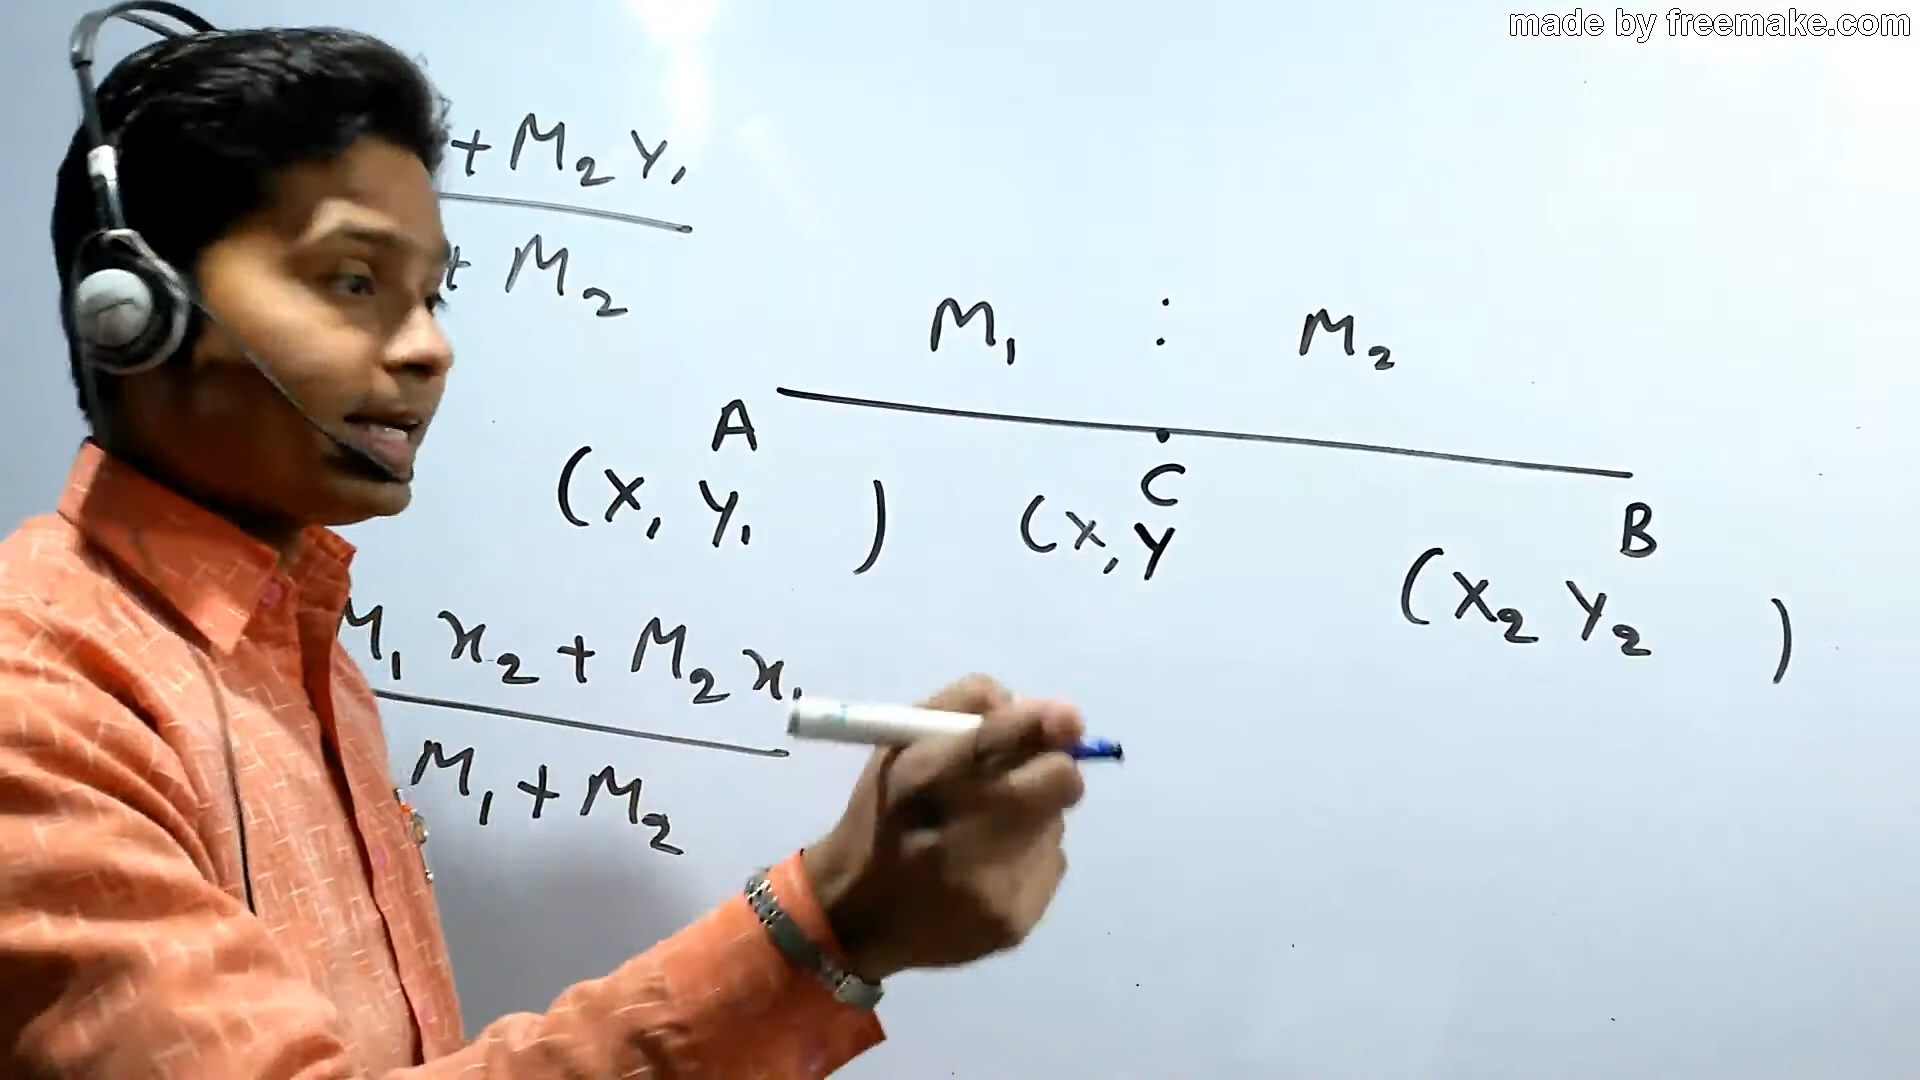 made by freemake.com
+ M₂ Y₁
+ M₂
M₁ : M₂
A
C
B
(X₁ Y₁ )
(X, Y
(X₂ Y₂ )
M₁ x₂ + M₂ x₁
M₁ + M₂